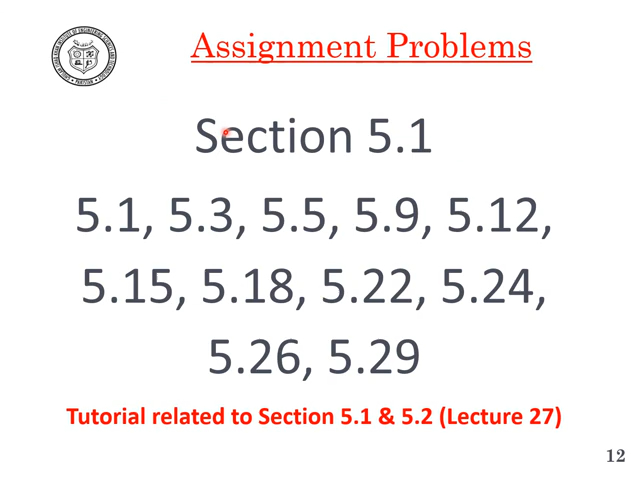 Assignment Problems
Section 5.1
5.1, 5.3, 5.5, 5.9, 5.12,
5.15, 5.18, 5.22, 5.24,
5.26, 5.29
Tutorial related to Section 5.1 & 5.2 (Lecture 27)
12